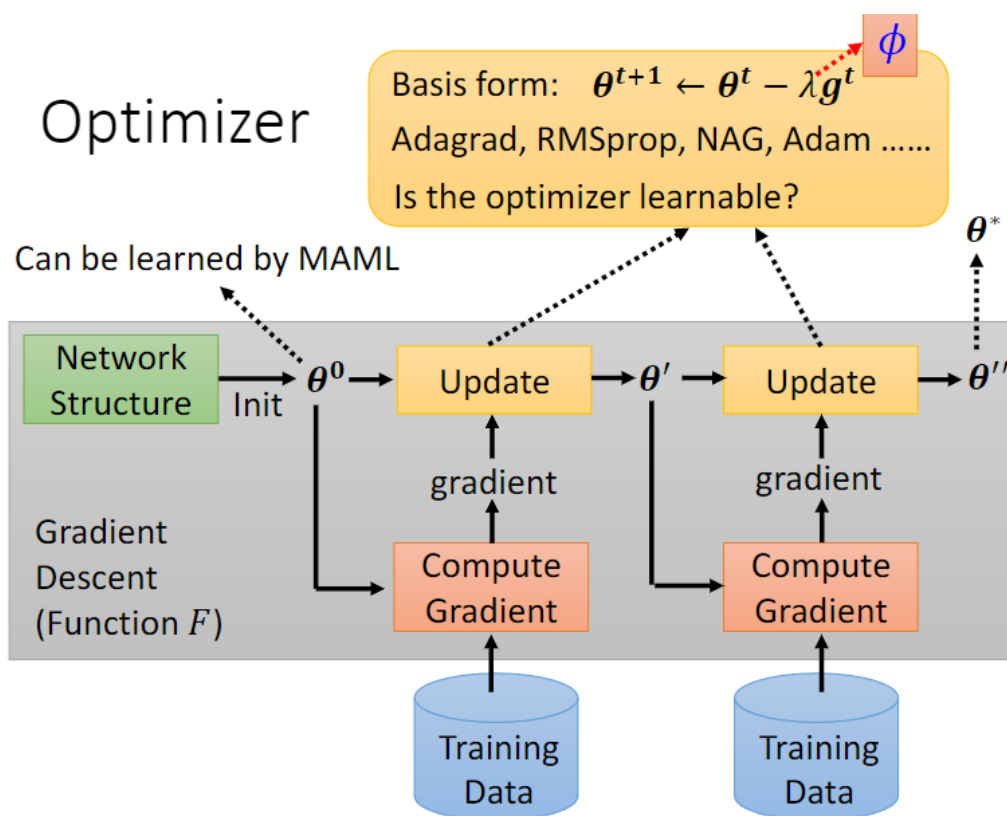 ϕ
Basis form: θ^{t+1} ← θ^t − λg^t
Optimizer
Adagrad, RMSprop, NAG, Adam ......
Is the optimizer learnable?
θ*
Can be learned by MAML
Network
Structure
Init
θ⁰
Update
θ′
Update
θ′′
gradient
gradient
Gradient
Descent
(Function F)
Compute
Gradient
Compute
Gradient
Training
Data
Training
Data